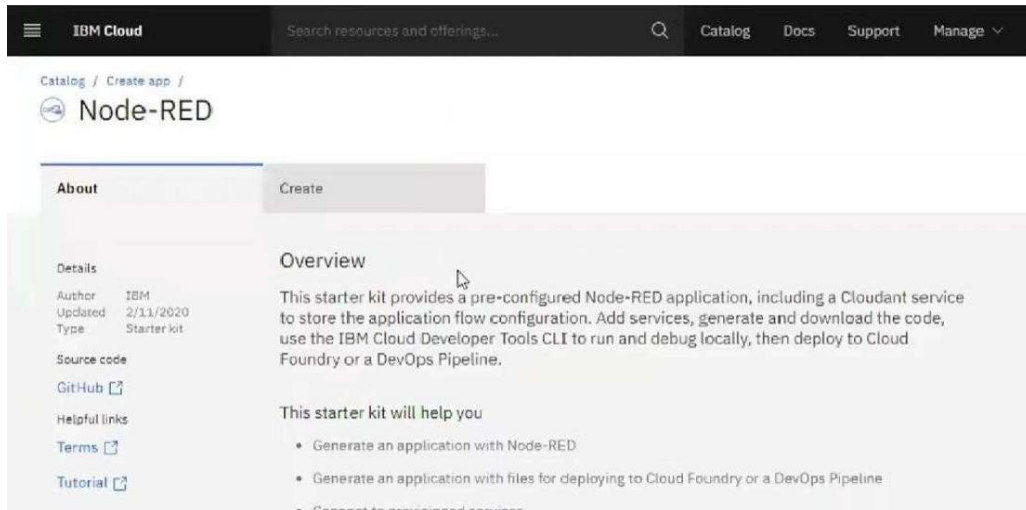 IBM Cloud
Search resources and offerings...
Catalog
Docs
Support
Manage
Catalog / Create app /
Node-RED
About
Create
Details
Author IBM
Updated 2/11/2020
Type Starter kit
Source code
GitHub
Helpful links
Terms
Tutorial
Overview
This starter kit provides a pre-configured Node-RED application, including a Cloudant service
to store the application flow configuration. Add services, generate and download the code,
use the IBM Cloud Developer Tools CLI to run and debug locally, then deploy to Cloud
Foundry or a DevOps Pipeline.
This starter kit will help you
• Generate an application with Node-RED
• Generate an application with files for deploying to Cloud Foundry or a DevOps Pipeline